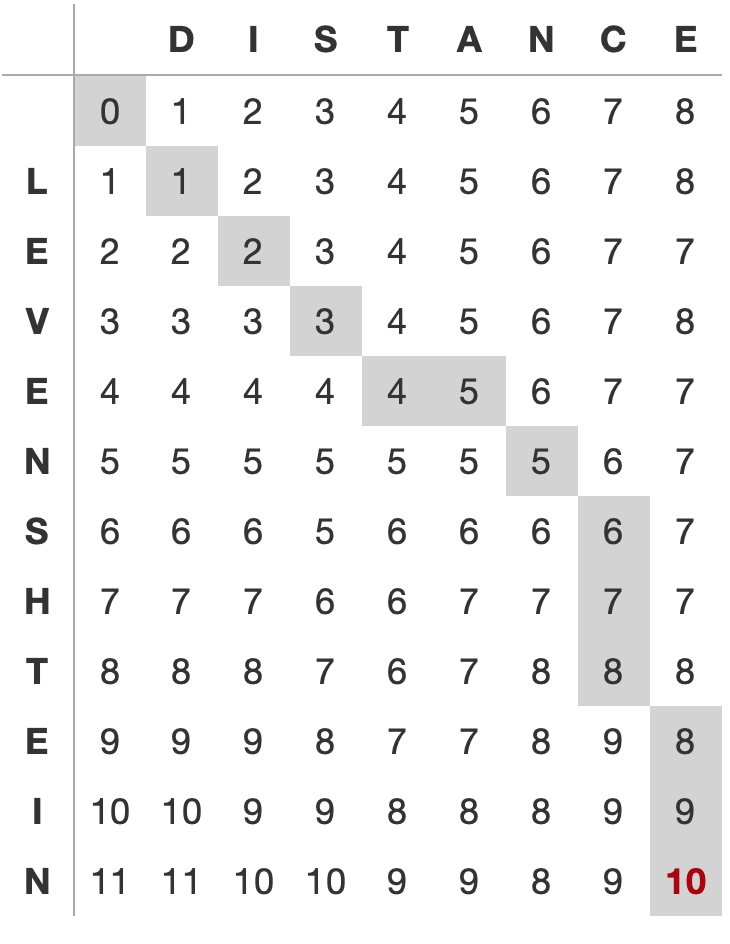 D I S T A N C E
0 1 2 3 4 5 6 7 8
L 1 1 2 3 4 5 6 7 8
E 2 2 2 3 4 5 6 7 7
V 3 3 3 3 4 5 6 7 8
E 4 4 4 4 4 5 6 7 7
N 5 5 5 5 5 5 5 6 7
S 6 6 6 5 6 6 6 6 7
H 7 7 7 6 6 7 7 7 7
T 8 8 8 7 6 7 8 8 8
E 9 9 9 8 7 7 8 9 8
I 10 10 9 9 8 8 8 9 9
N 11 11 10 10 9 9 8 9 10